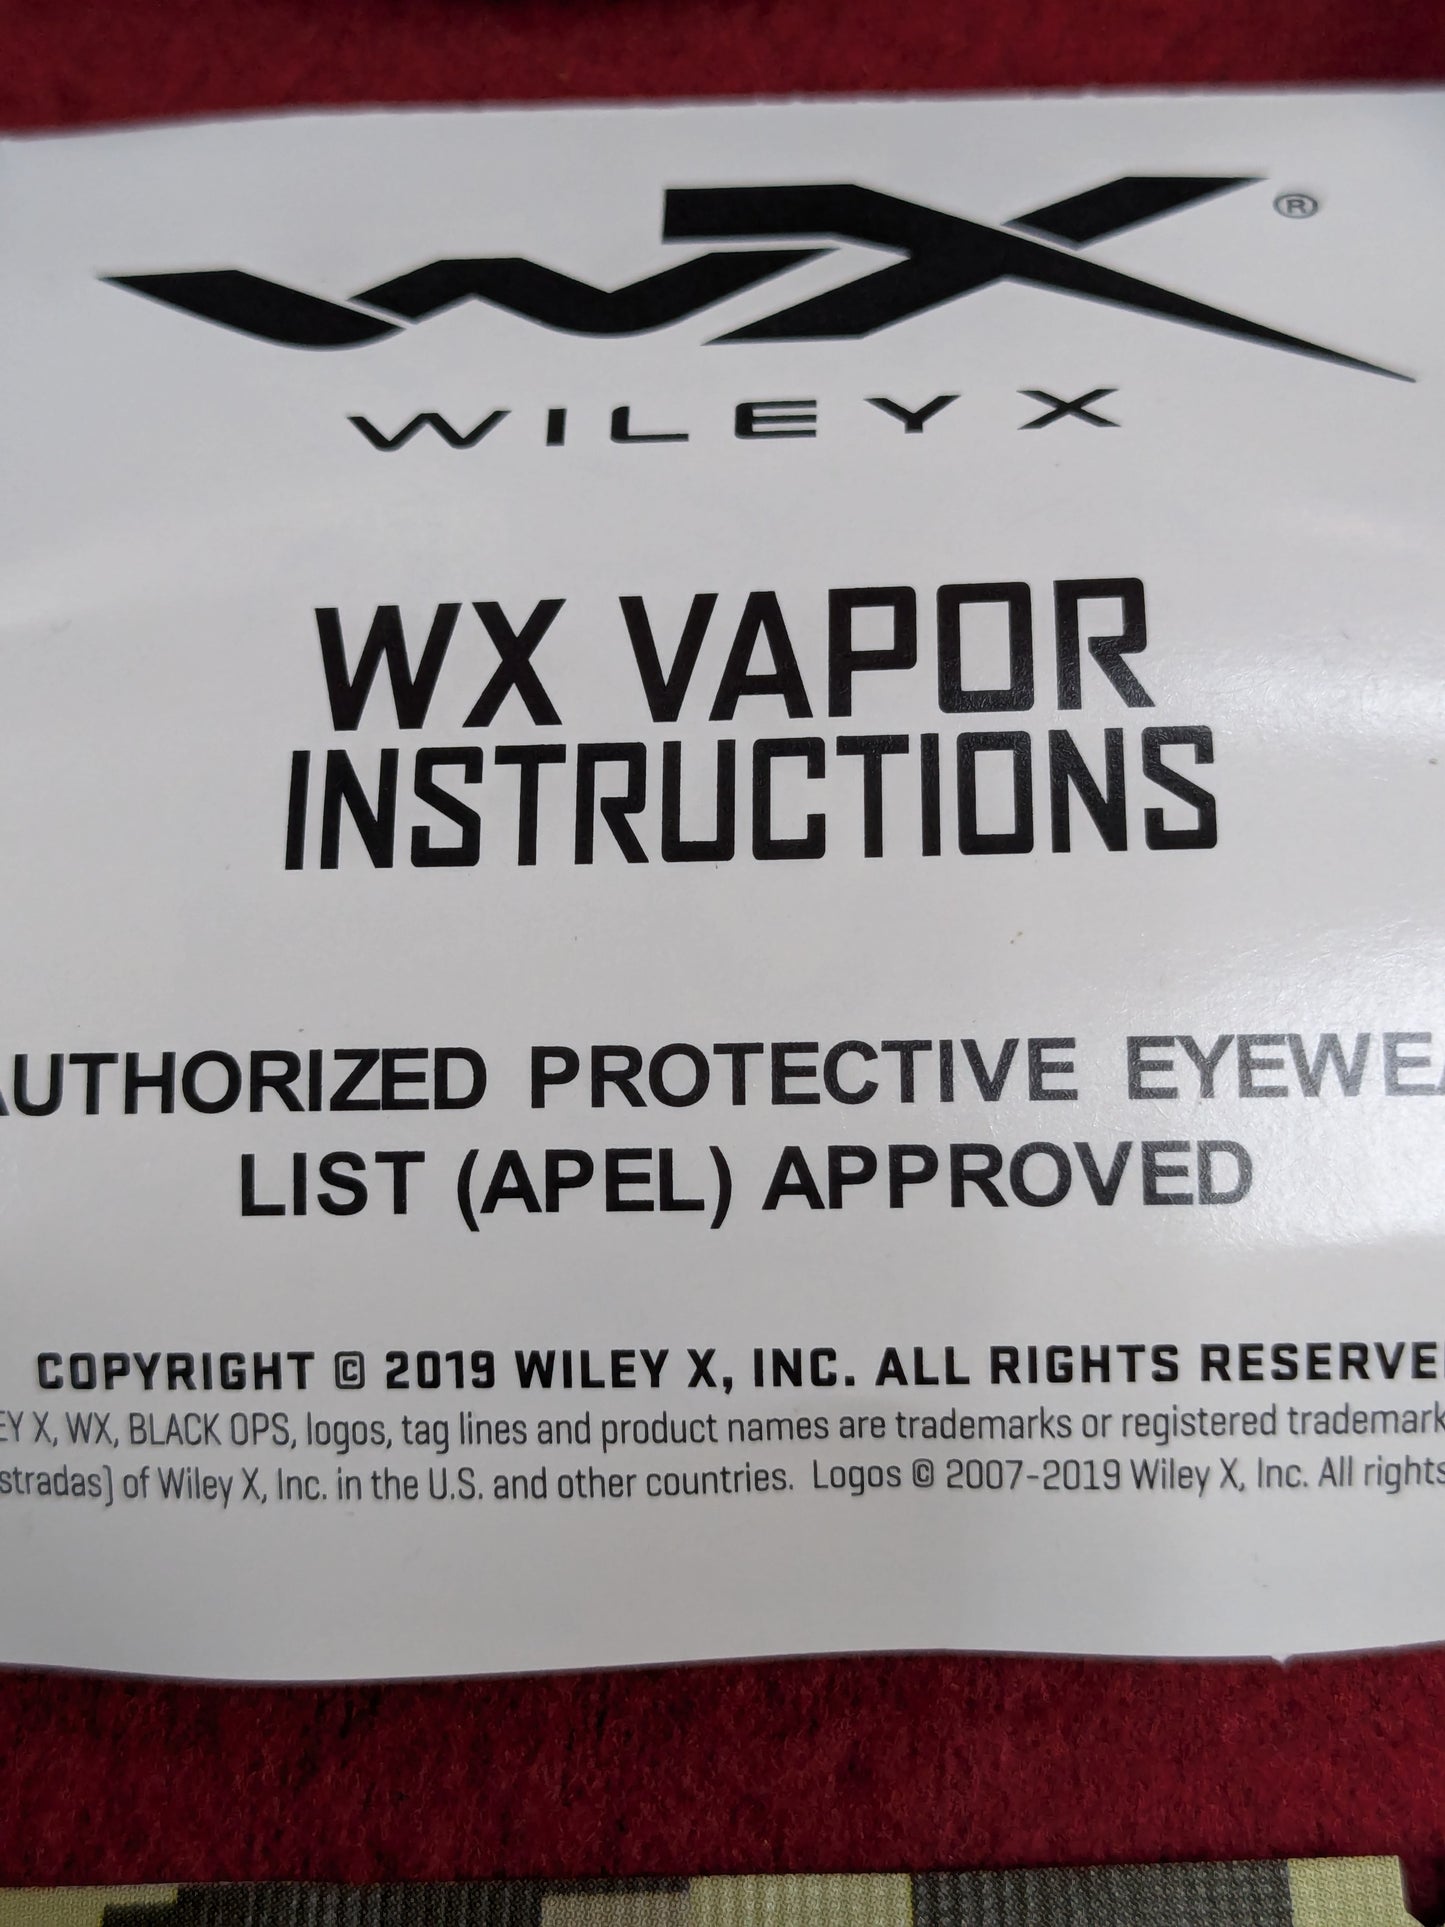 WX ®
WILEY X
WX VAPOR
INSTRUCTIONS
AUTHORIZED PROTECTIVE EYEWEA
LIST (APEL) APPROVED
COPYRIGHT © 2019 WILEY X, INC. ALL RIGHTS RESERVE
EY X, WX, BLACK OPS, logos, tag lines and product names are trademarks or registered trademark
stradas) of Wiley X, Inc. in the U.S. and other countries. Logos © 2007-2019 Wiley X, Inc. All rights